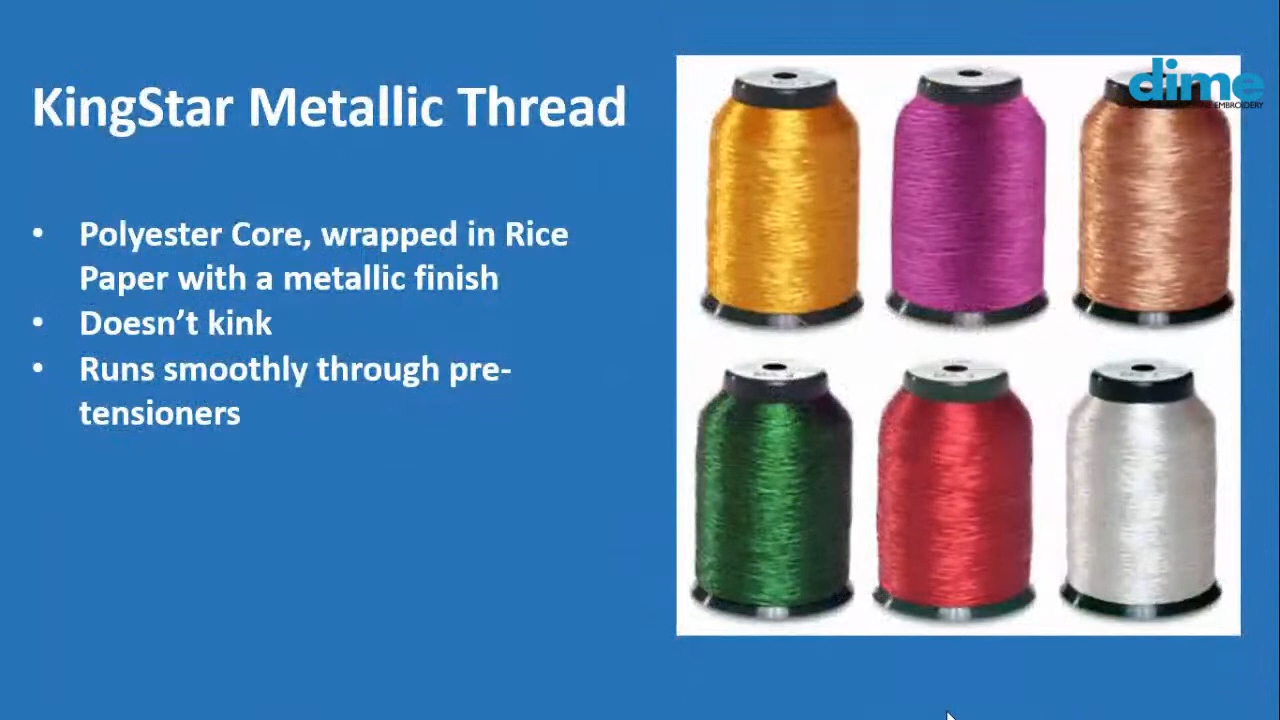 dime
EMBROIDERY
KingStar Metallic Thread
• Polyester Core, wrapped in Rice
Paper with a metallic finish
• Doesn't kink
• Runs smoothly through pre-
tensioners